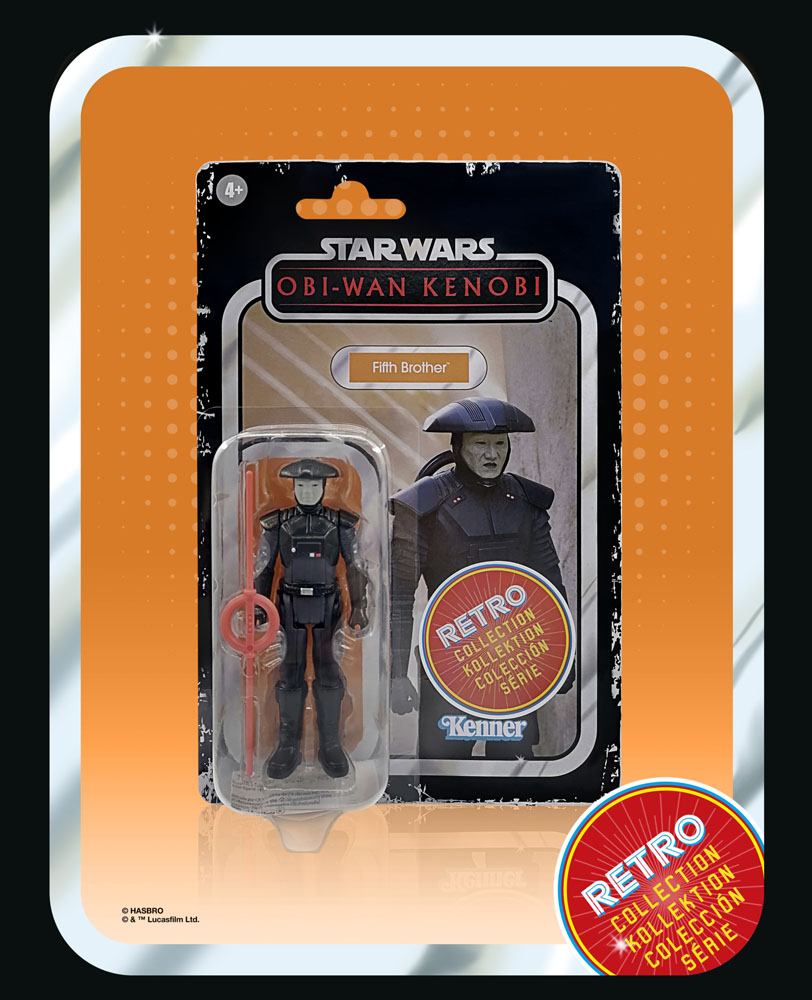 4+
STAR WARS
OBI-WAN KENOBI
Fifth Brother™
RETRO
COLLECTION
KOLLEKTION
COLECCIÓN
SÉRIE
Kenner
© HASBRO
© & ™ Lucasfilm Ltd.
RETRO
COLLECTION
KOLLEKTION
COLECCIÓN
SÉRIE